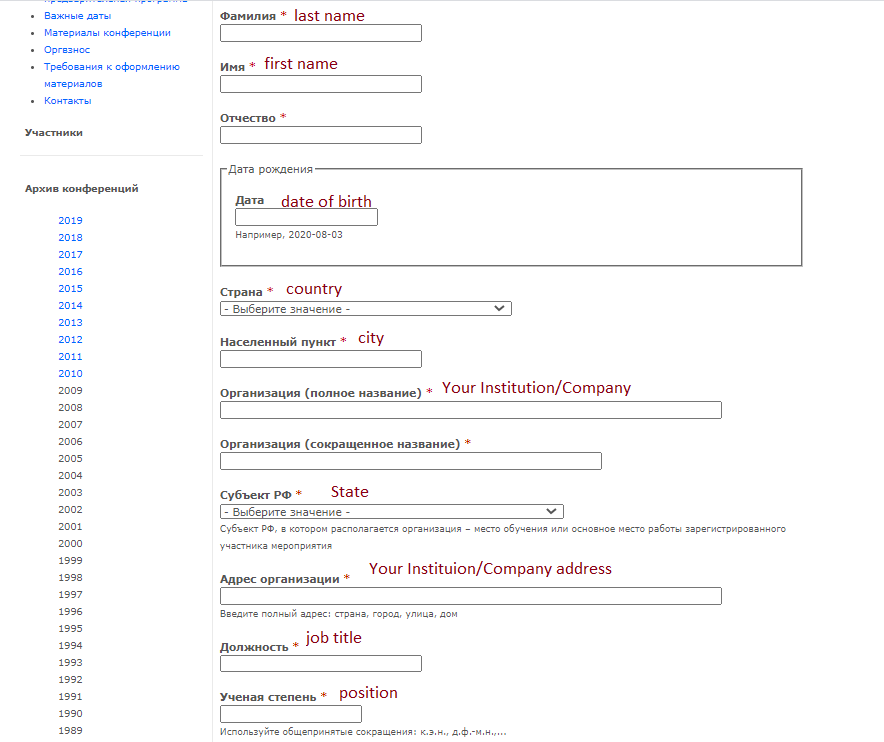 Важные даты
Материалы конференции
Оргвзнос
Требования к оформлению
материалов
Контакты
Участники
Архив конференций
2019
2018
2017
2016
2015
2014
2013
2012
2011
2010
2009
2008
2007
2006
2005
2004
2003
2002
2001
2000
1999
1998
1997
1996
1995
1994
1993
1992
1991
1990
1989
Фамилия * last name
Имя * first name
Отчество *
Дата рождения
Дата date of birth
Например, 2020-08-03
Страна * country
- Выберите значение -
Населенный пункт * city
Организация (полное название) * Your Institution/Company
Организация (сокращенное название) *
Субъект РФ * State
- Выберите значение -
Субъект РФ, в котором располагается организация – место обучения или основное место работы зарегистрированного
участника мероприятия
Адрес организации * Your Instituion/Company address
Введите полный адрес: страна, город, улица, дом
Должность * job title
Ученая степень * position
Используйте общепринятые сокращения: к.э.н., д.ф.-м.н.,...